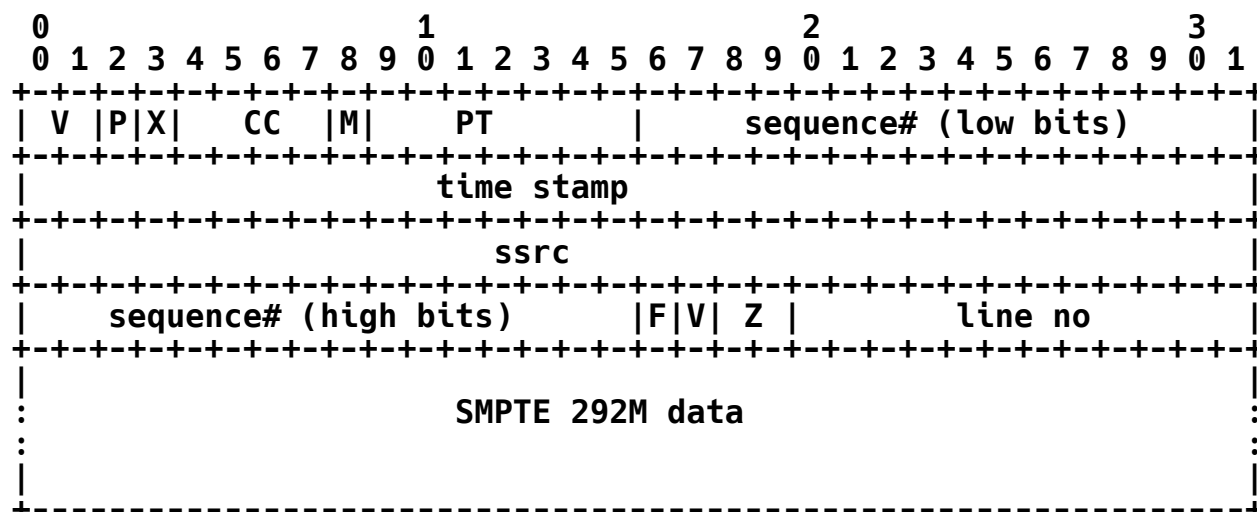 0                   1                   2                   3
0 1 2 3 4 5 6 7 8 9 0 1 2 3 4 5 6 7 8 9 0 1 2 3 4 5 6 7 8 9 0 1
+-+-+-+-+-+-+-+-+-+-+-+-+-+-+-+-+-+-+-+-+-+-+-+-+-+-+-+-+-+-+-+-+
| V |P|X|   CC  |M|    PT       |     sequence# (low bits)      |
+-+-+-+-+-+-+-+-+-+-+-+-+-+-+-+-+-+-+-+-+-+-+-+-+-+-+-+-+-+-+-+-+
|                     time stamp                                |
+-+-+-+-+-+-+-+-+-+-+-+-+-+-+-+-+-+-+-+-+-+-+-+-+-+-+-+-+-+-+-+-+
|                        ssrc                                   |
+-+-+-+-+-+-+-+-+-+-+-+-+-+-+-+-+-+-+-+-+-+-+-+-+-+-+-+-+-+-+-+-+
|    sequence# (high bits)      |F|V| Z |        line no        |
+-+-+-+-+-+-+-+-+-+-+-+-+-+-+-+-+-+-+-+-+-+-+-+-+-+-+-+-+-+-+-+-+
|                                                               |
:                      SMPTE 292M data                          :
:                                                               :
|                                                               |
+---------------------------------------------------------------+